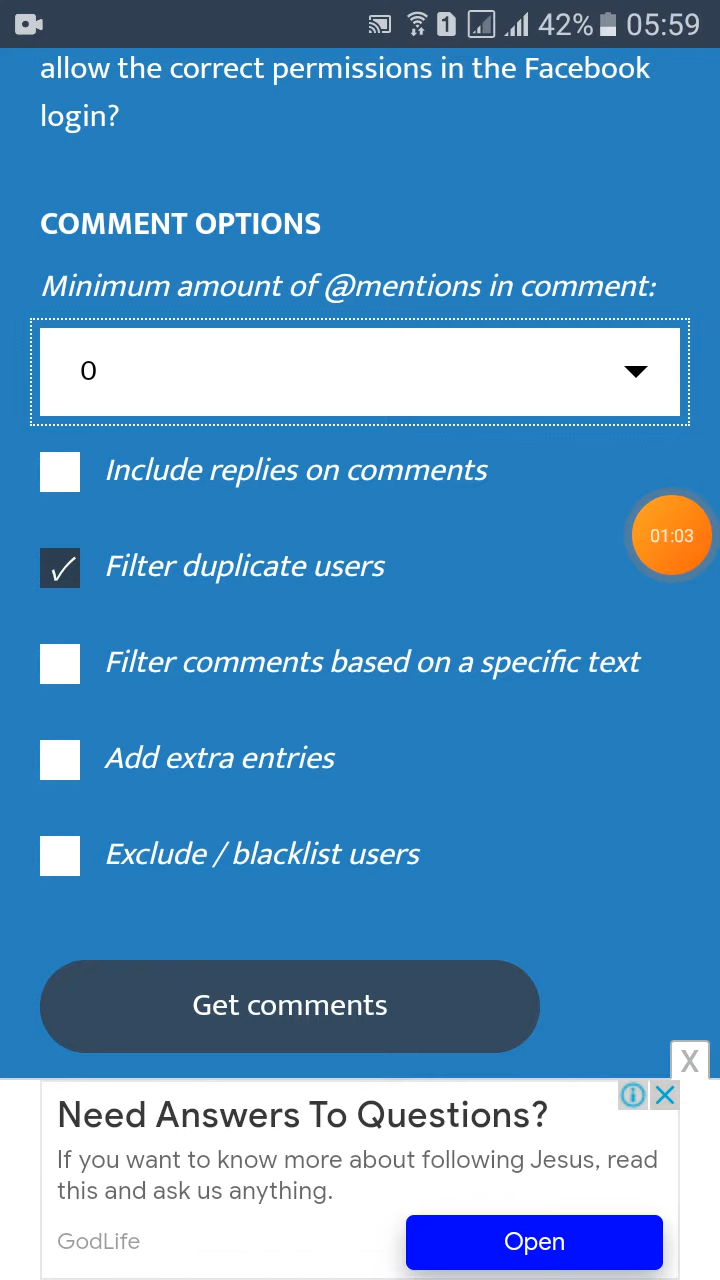 1 42% 05:59
allow the correct permissions in the Facebook
login?
COMMENT OPTIONS
Minimum amount of @mentions in comment:
0
Include replies on comments
01:03
Filter duplicate users
Filter comments based on a specific text
Add extra entries
Exclude / blacklist users
Get comments
X
Need Answers To Questions?
If you want to know more about following Jesus, read
this and ask us anything.
GodLife
Open